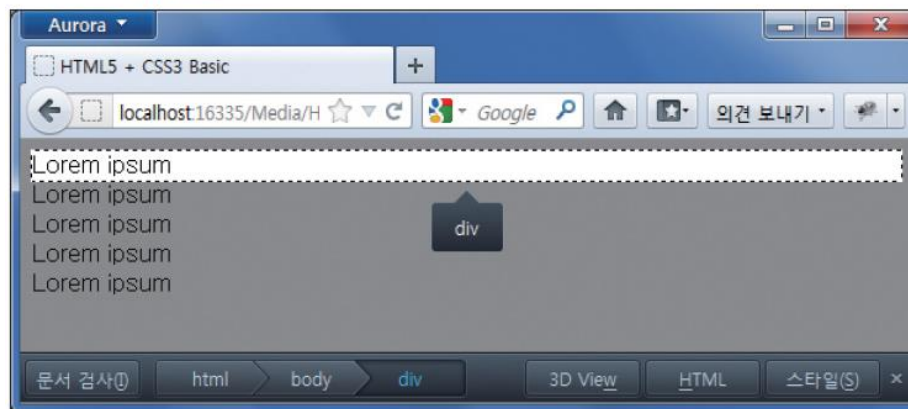 Aurora
HTML5 + CSS3 Basic
localhost:16335/Media/H Google 의견 보내기
Lorem ipsum
Lorem ipsum
Lorem ipsum
Lorem ipsum
Lorem ipsum
div
문서 검사(I) html body div 3D View HTML 스타일(S)